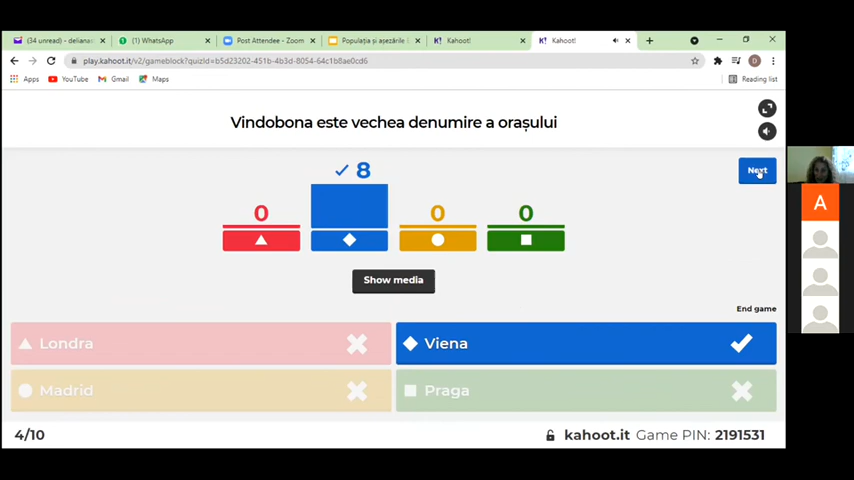 (34 unread) - deliana
(1) WhatsApp
Post Attendee - Zoom
Populația și așezările
Kahoot!
Kahoot!
play.kahoot.it/v2/gameblock?quizId=b5d23202-451b-4b3d-8054-64c1b8ae0cd6
D
Apps
YouTube
Gmail
Maps
Reading list
Vindobona este vechea denumire a orașului
Next
A
0
8
0
0
Show media
End game
Londra
Viena
Madrid
Praga
4/10
kahoot.it Game PIN: 2191531